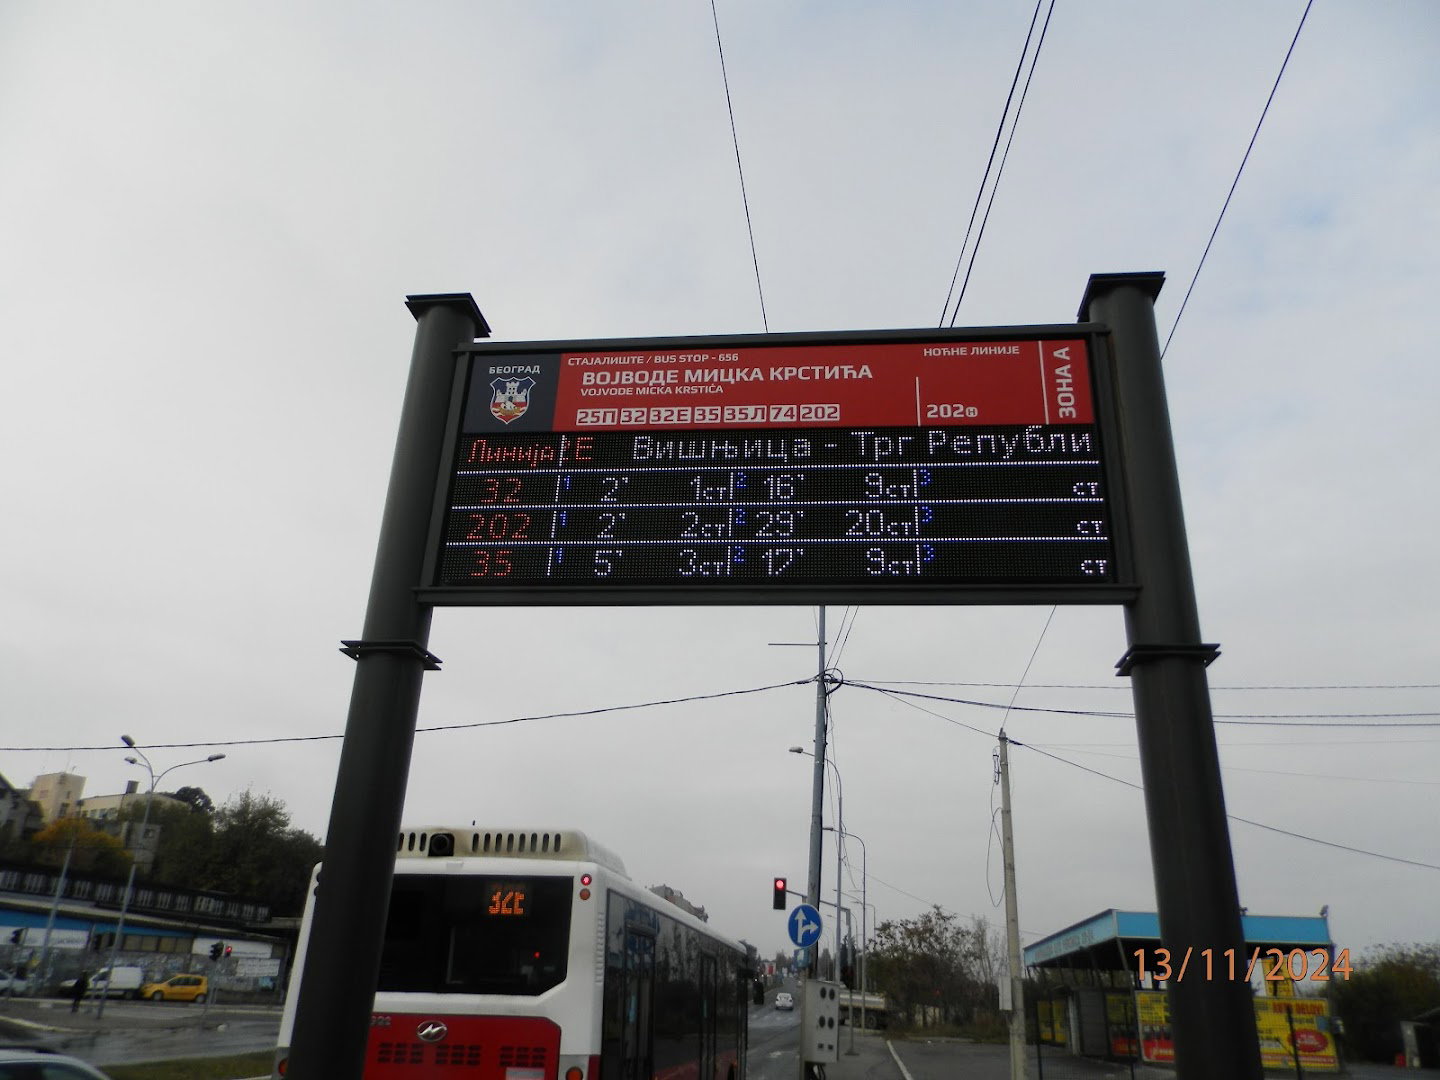 БЕОГРАД
СТАЈАЛИШТЕ / BUS STOP - 656
ВОЈВОДЕ МИЦКА КРСТИЋА
VOJVODE MICKA KRSTIĆA
25П 32 32Е 35 35Л 74 202
НОЋНЕ ЛИНИЈЕ
202Н
ЗОНА А
Линија Е Вишњица - Трг Републи
32 1 2' 1ст 2 16' 9ст 3 ст
202 1 2' 2ст 2 29' 20ст 3 ст
35 1 5' 3ст 2 17' 9ст 3 ст
13/11/2024